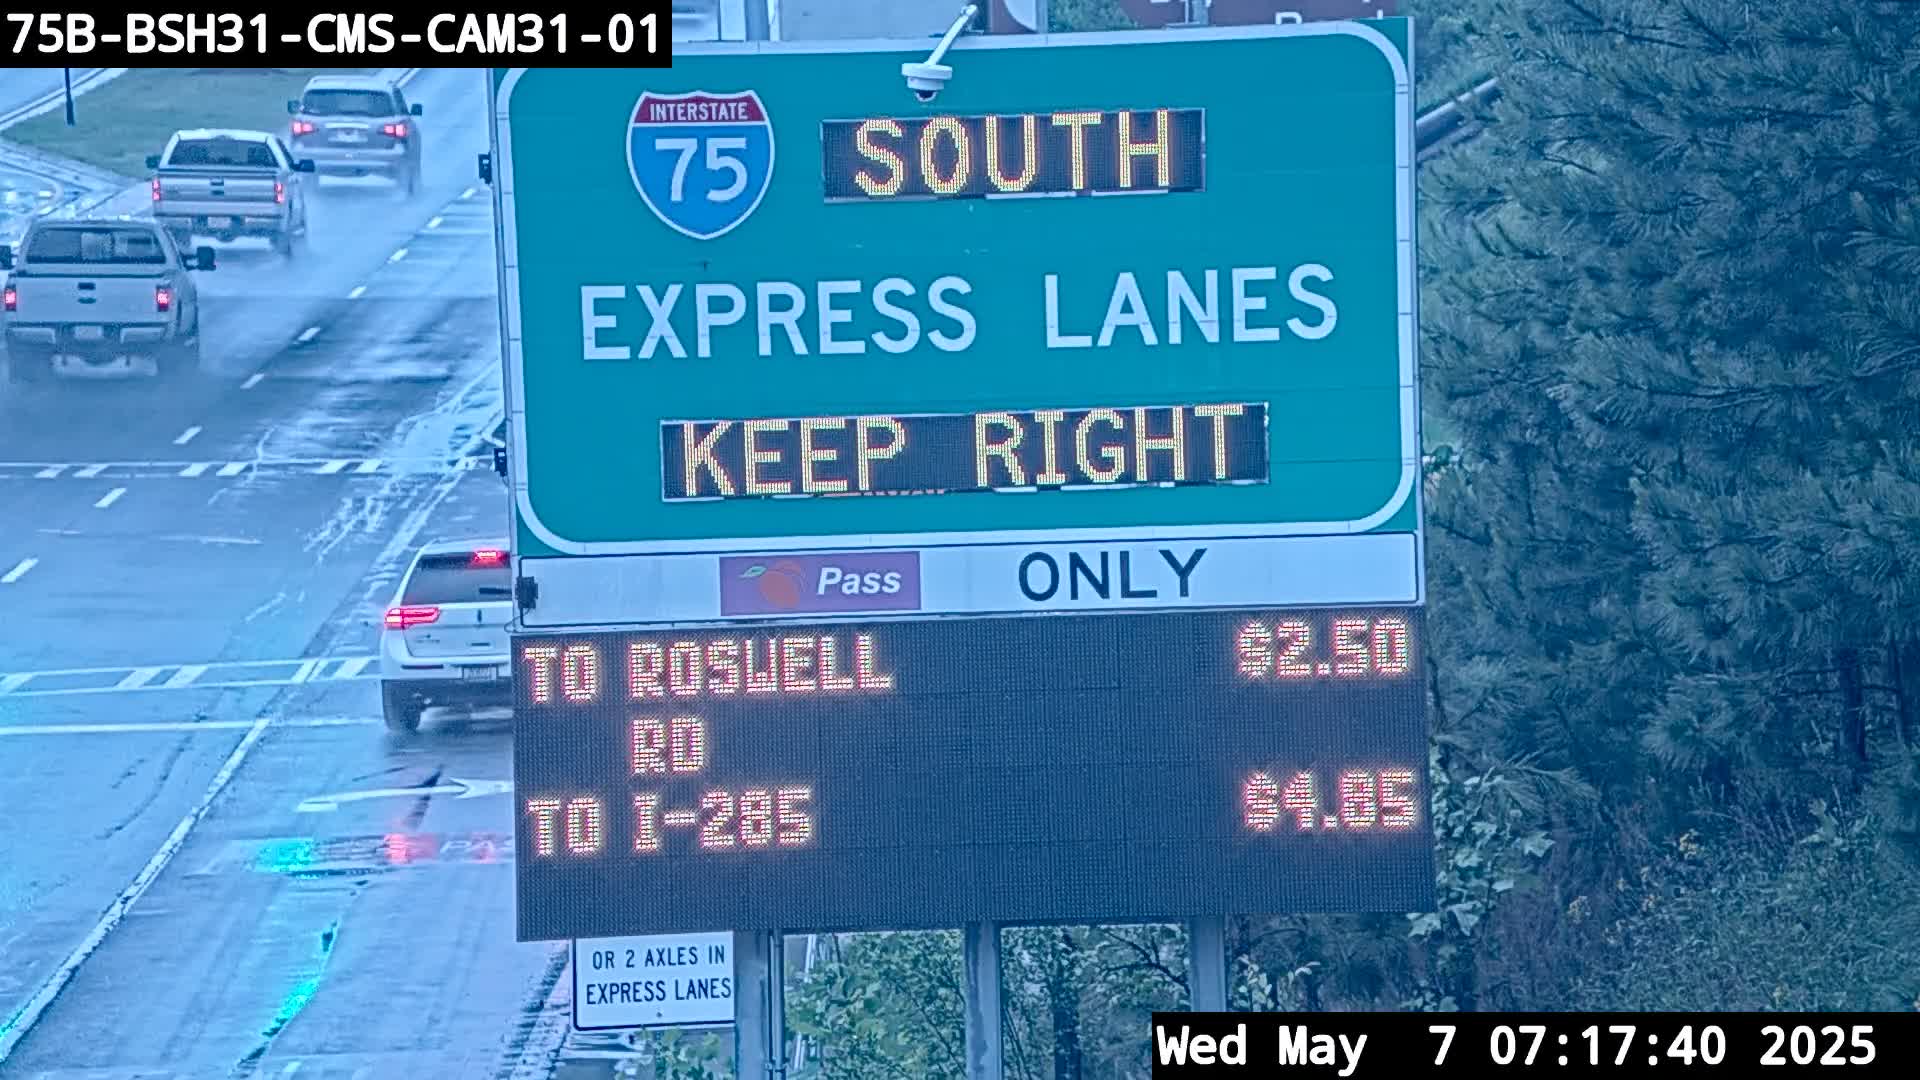 75B-BSH31-CMS-CAM31-01
INTERSTATE
75
SOUTH
EXPRESS LANES
KEEP RIGHT
Pass ONLY
TO ROSWELL $2.50
RD
TO I-285 $4.85
OR 2 AXLES IN
EXPRESS LANES
Wed May 7 07:17:40 2025